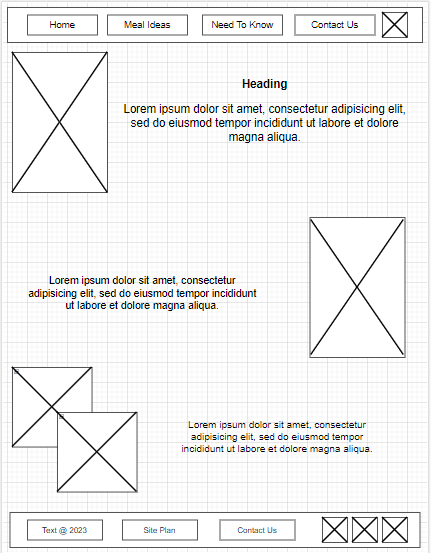 Home
Meal Ideas
Need To Know
Contact Us
Heading
Lorem ipsum dolor sit amet, consectetur adipisicing elit,
sed do eiusmod tempor incididunt ut labore et dolore
magna aliqua.
Lorem ipsum dolor sit amet, consectetur
adipisicing elit, sed do eiusmod tempor incididunt
ut labore et dolore magna aliqua.
Lorem ipsum dolor sit amet, consectetur
adipisicing elit, sed do eiusmod tempor
incididunt ut labore et dolore magna aliqua.
Text @ 2023
Site Plan
Contact Us